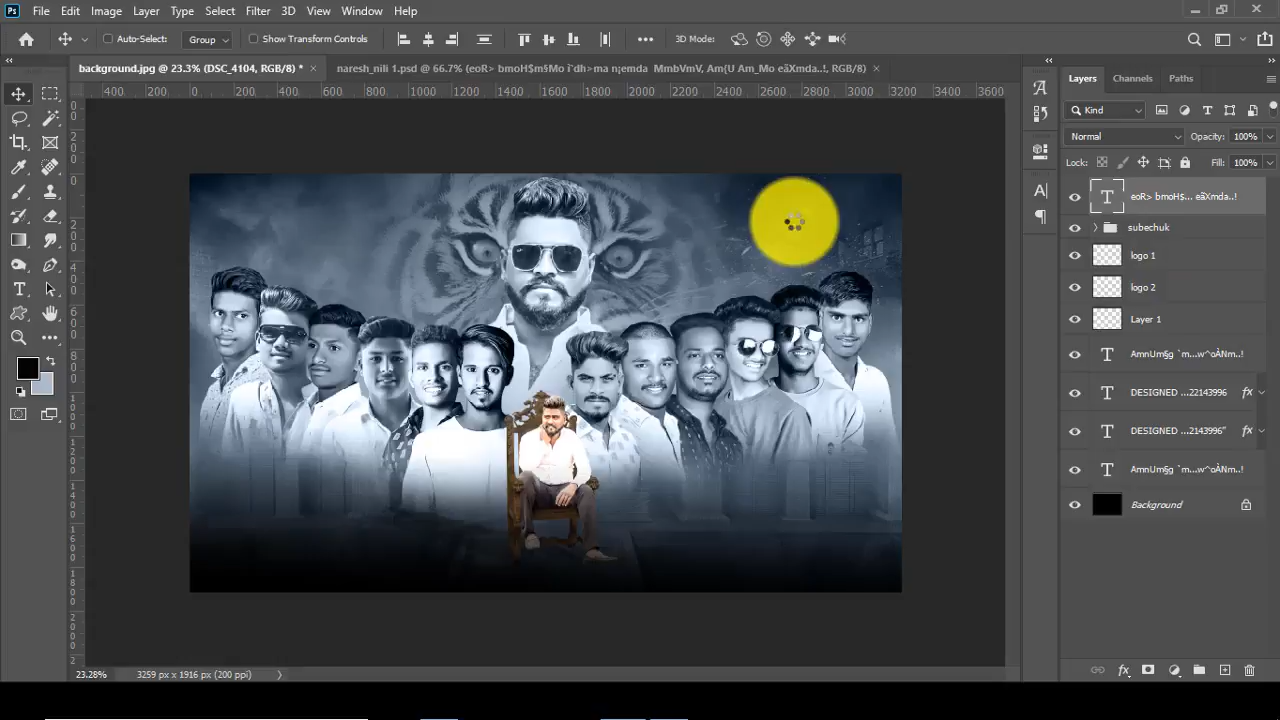 File Edit Image Layer Type Select Filter 3D View Window Help
Auto-Select: Group Show Transform Controls 3D Mode:
background.jpg @ 23.3% (DSC_4104, RGB/8) *
naresh_nili 1.psd @ 66.7% (eoR> bmoH$m§Mo ì`dh>ma n¡emda MmbVmV, Am{U Am_Mo eãXmda..!, RGB/8)
400 200 0 200 400 600 800 1000 1200 1400 1600 1800 2000 2200 2400 2600 2800 3000 3200 3400 3600
Layers Channels Paths
Kind
Normal Opacity: 100%
Lock: Fill: 100%
eoR> bmoH$... eãXmda..!
subechuk
logo 1
logo 2
Layer 1
AmnUm§g `m...w^oÀNm..!
DESIGNED ...22143996 fx
DESIGNED ...2143996" fx
AmnUm§g `m...w^oÀNm..!
Background
23.28% 3259 px x 1916 px (200 ppi)